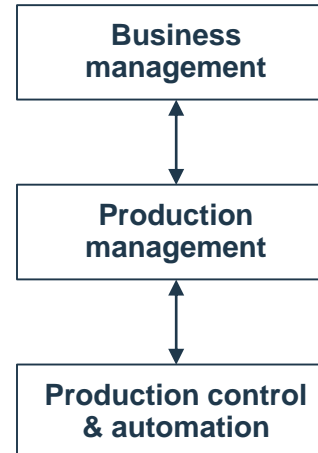 Business
management
Production
management
Production control
& automation